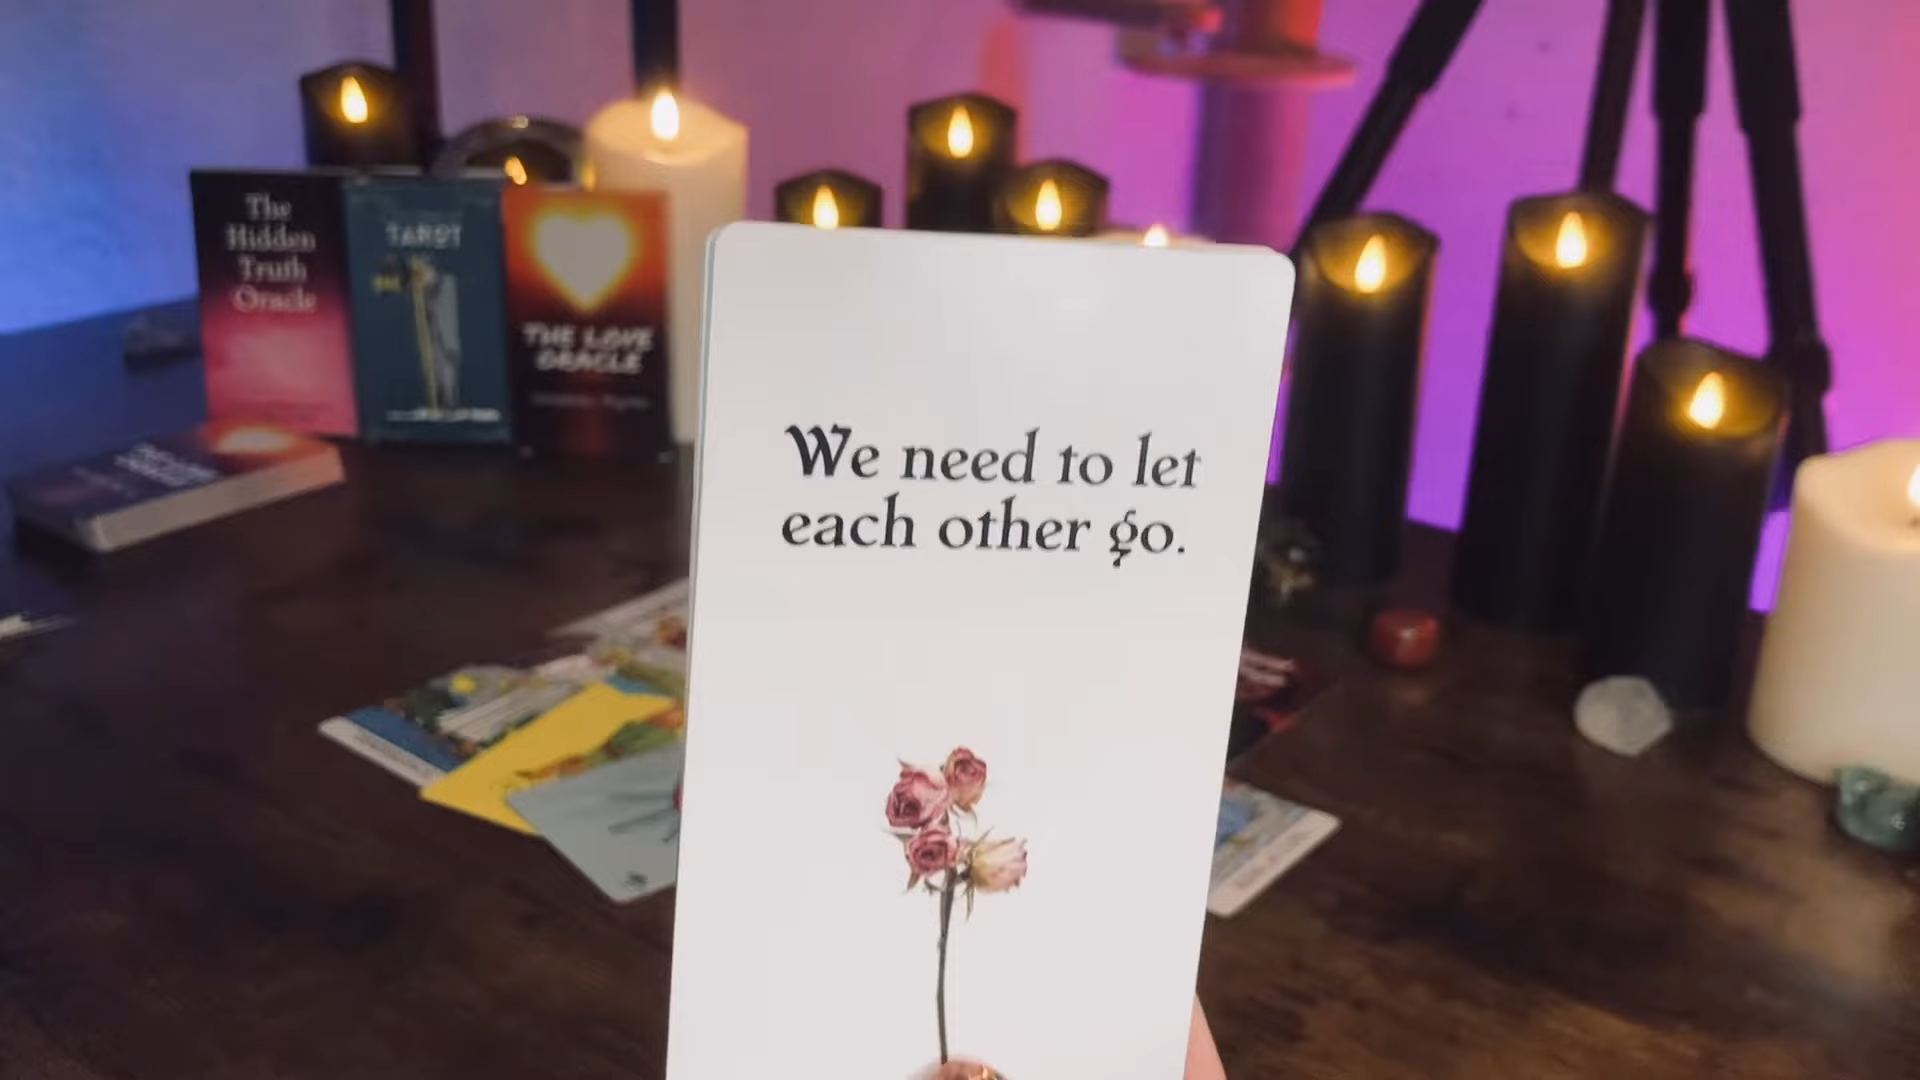 The
Hidden
Truth
Oracle
TAROT
THE LOVE
ORACLE
We need to let
each other go.